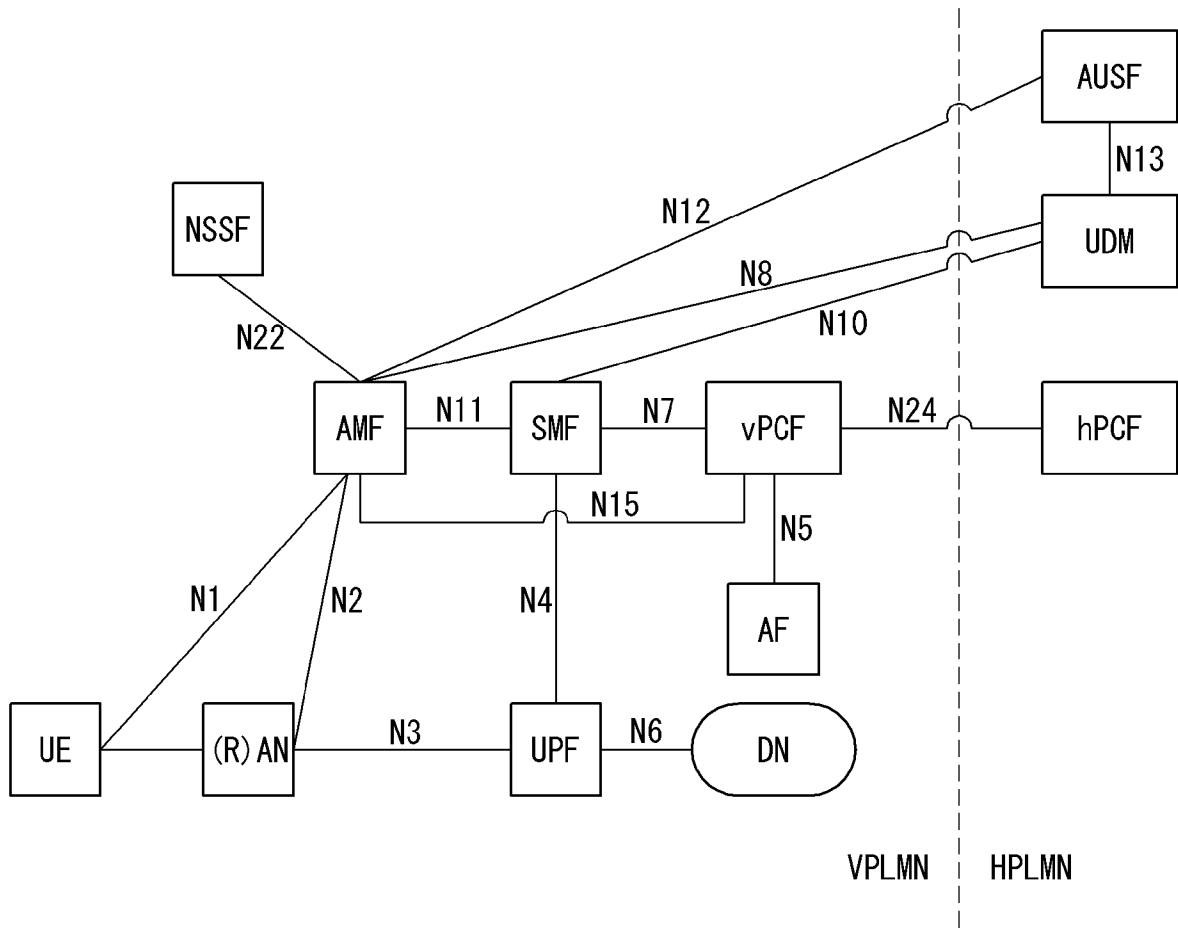 AUSF
N13
N12
NSSF
UDM
N8
N10
N22
AMF
N11
SMF
N7
vPCF
N24
hPCF
N15
N5
N1
N2
N4
AF
UE
(R)AN
N3
UPF
N6
DN
VPLMN
HPLMN